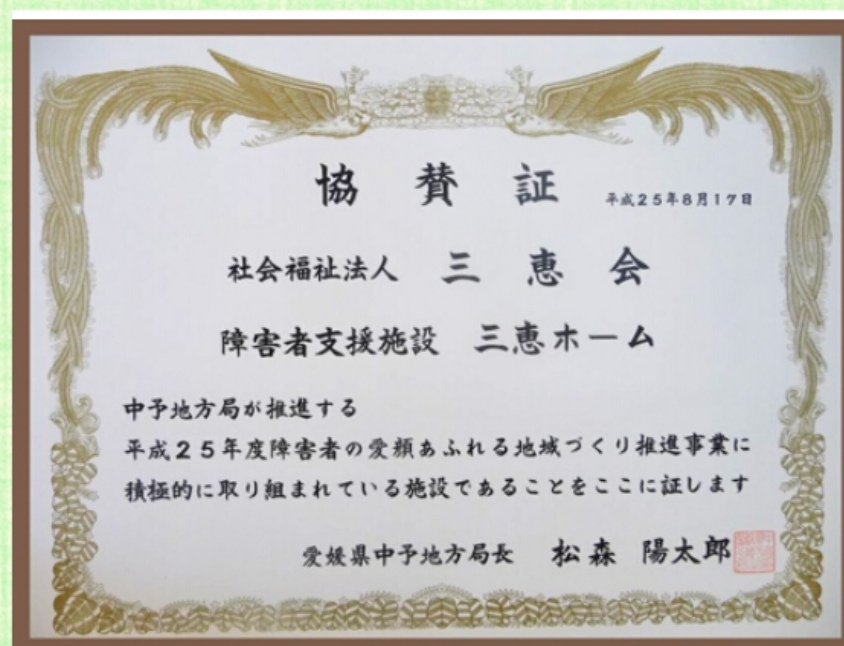 協賛証
平成25年8月17日
社会福祉法人 三恵会
障害者支援施設 三恵ホーム
中予地方局が推進する
平成25年度障害者の愛顔あふれる地域づくり推進事業に
積極的に取り組まれている施設であることをここに証します
愛媛県中予地方局長 松森 陽太郎